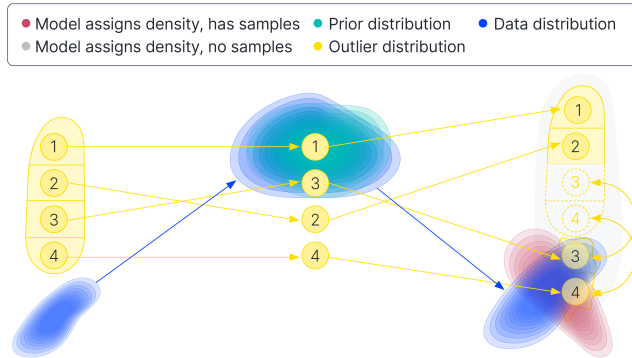 Model assigns density, has samples
Prior distribution
Data distribution
Model assigns density, no samples
Outlier distribution
1
2
3
4
1
3
2
4
1
2
3
4
3
4